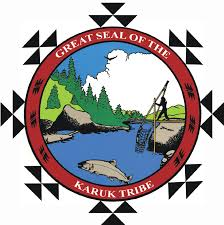 GREAT SEAL OF THE
KARUK TRIBE